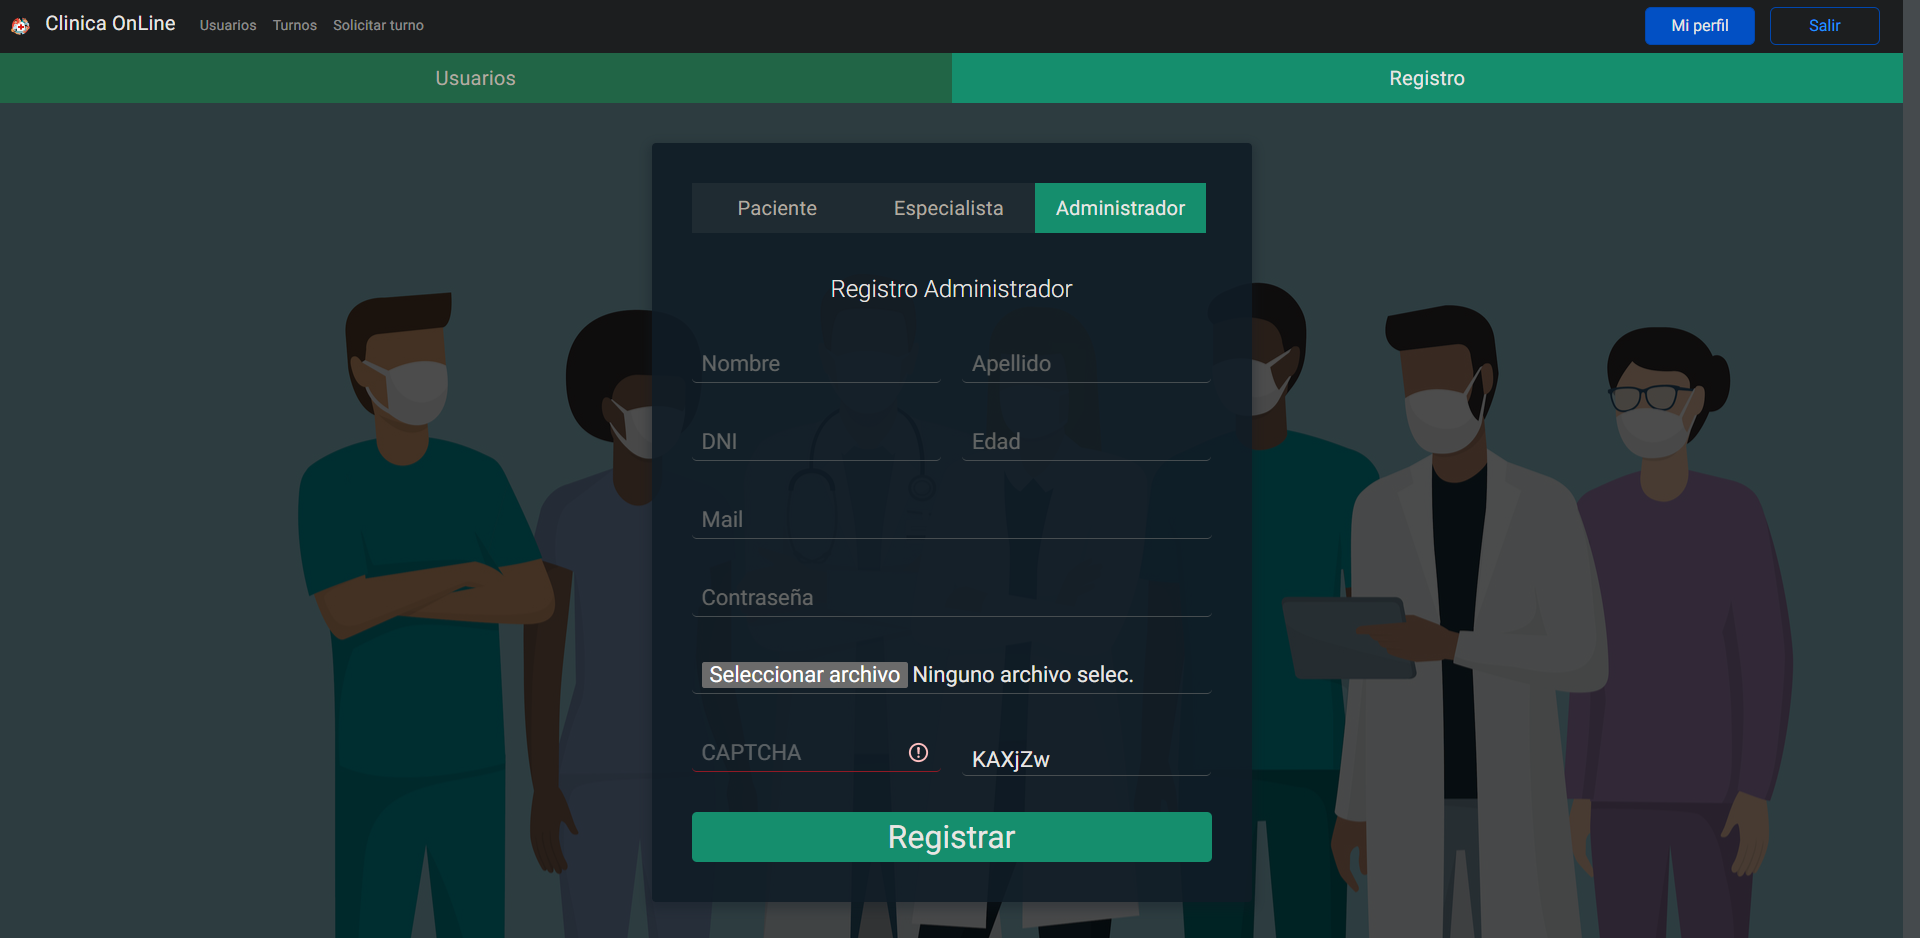 Clinica OnLine Usuarios Turnos Solicitar turno Mi perfil Salir
Usuarios Registro
Paciente Especialista Administrador
Registro Administrador
Nombre Apellido
DNI Edad
Mail
Contraseña
Seleccionar archivo Ninguno archivo selec.
CAPTCHA KAXjZw
Registrar